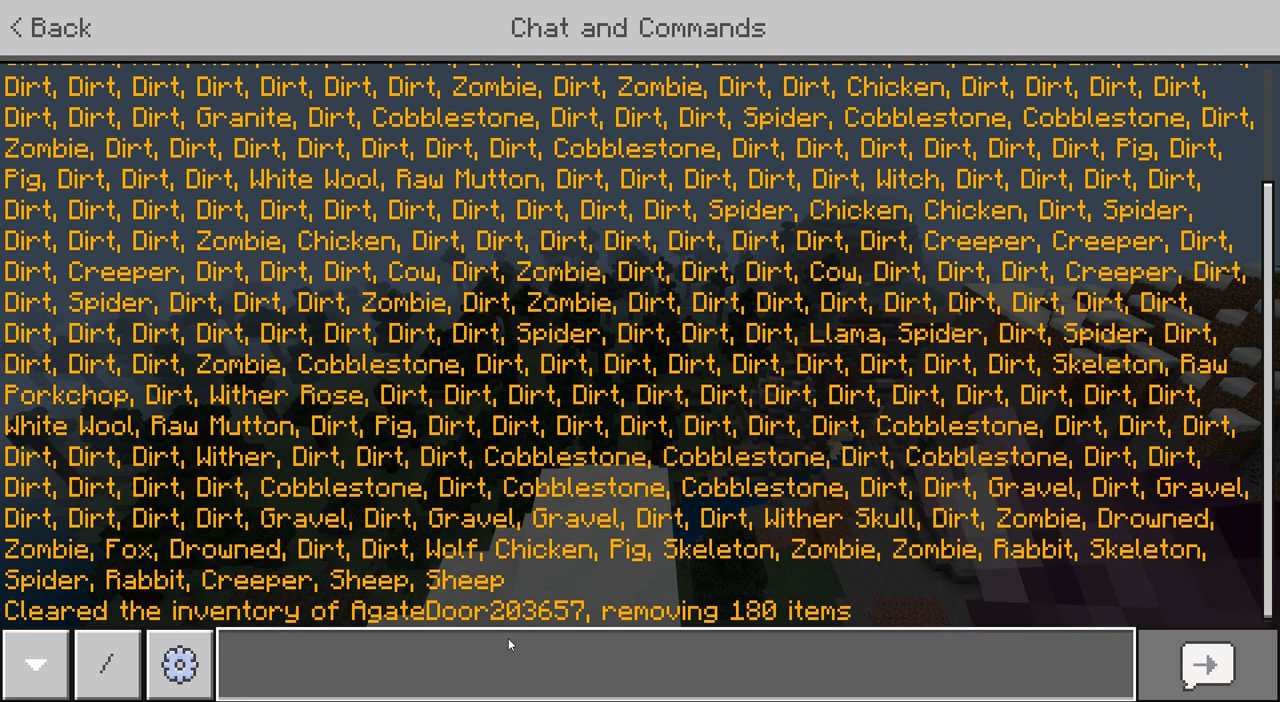 Back
Chat and Commands
Dirt, Dirt, Dirt, Dirt, Dirt, Dirt, Dirt, Zombie, Dirt, Zombie, Dirt, Dirt, Chicken, Dirt, Dirt, Dirt, Dirt,
Dirt, Dirt, Dirt, Granite, Dirt, Cobblestone, Dirt, Dirt, Dirt, Spider, Cobblestone, Cobblestone, Dirt,
Zombie, Dirt, Dirt, Dirt, Dirt, Dirt, Dirt, Dirt, Cobblestone, Dirt, Dirt, Dirt, Dirt, Dirt, Dirt, Pig, Dirt,
Pig, Dirt, Dirt, Dirt, White Wool, Raw Mutton, Dirt, Dirt, Dirt, Dirt, Dirt, Witch, Dirt, Dirt, Dirt, Dirt,
Dirt, Dirt, Dirt, Dirt, Dirt, Dirt, Dirt, Dirt, Dirt, Dirt, Dirt, Spider, Chicken, Chicken, Dirt, Spider,
Dirt, Dirt, Dirt, Zombie, Chicken, Dirt, Dirt, Dirt, Dirt, Dirt, Dirt, Dirt, Dirt, Creeper, Creeper, Dirt,
Dirt, Creeper, Dirt, Dirt, Dirt, Cow, Dirt, Zombie, Dirt, Dirt, Dirt, Cow, Dirt, Dirt, Dirt, Creeper, Dirt,
Dirt, Spider, Dirt, Dirt, Dirt, Zombie, Dirt, Zombie, Dirt, Dirt, Dirt, Dirt, Dirt, Dirt, Dirt, Dirt, Dirt,
Dirt, Dirt, Dirt, Dirt, Dirt, Dirt, Dirt, Dirt, Spider, Dirt, Dirt, Dirt, Llama, Spider, Dirt, Spider, Dirt,
Dirt, Dirt, Dirt, Zombie, Cobblestone, Dirt, Dirt, Dirt, Dirt, Dirt, Dirt, Dirt, Dirt, Dirt, Skeleton, Raw
Porkchop, Dirt, Wither Rose, Dirt, Dirt, Dirt, Dirt, Dirt, Dirt, Dirt, Dirt, Dirt, Dirt, Dirt, Dirt, Dirt,
White Wool, Raw Mutton, Dirt, Pig, Dirt, Dirt, Dirt, Dirt, Dirt, Dirt, Dirt, Cobblestone, Dirt, Dirt, Dirt,
Dirt, Dirt, Dirt, Wither, Dirt, Dirt, Dirt, Cobblestone, Cobblestone, Dirt, Cobblestone, Dirt, Dirt,
Dirt, Dirt, Dirt, Dirt, Cobblestone, Dirt, Cobblestone, Cobblestone, Dirt, Dirt, Gravel, Dirt, Gravel,
Dirt, Dirt, Dirt, Dirt, Gravel, Dirt, Gravel, Gravel, Dirt, Dirt, Wither Skull, Dirt, Zombie, Drowned,
Zombie, Fox, Drowned, Dirt, Dirt, Wolf, Chicken, Pig, Skeleton, Zombie, Zombie, Rabbit, Skeleton,
Spider, Rabbit, Creeper, Sheep, Sheep
Cleared the inventory of AgateDoor203657, removing 180 items
/